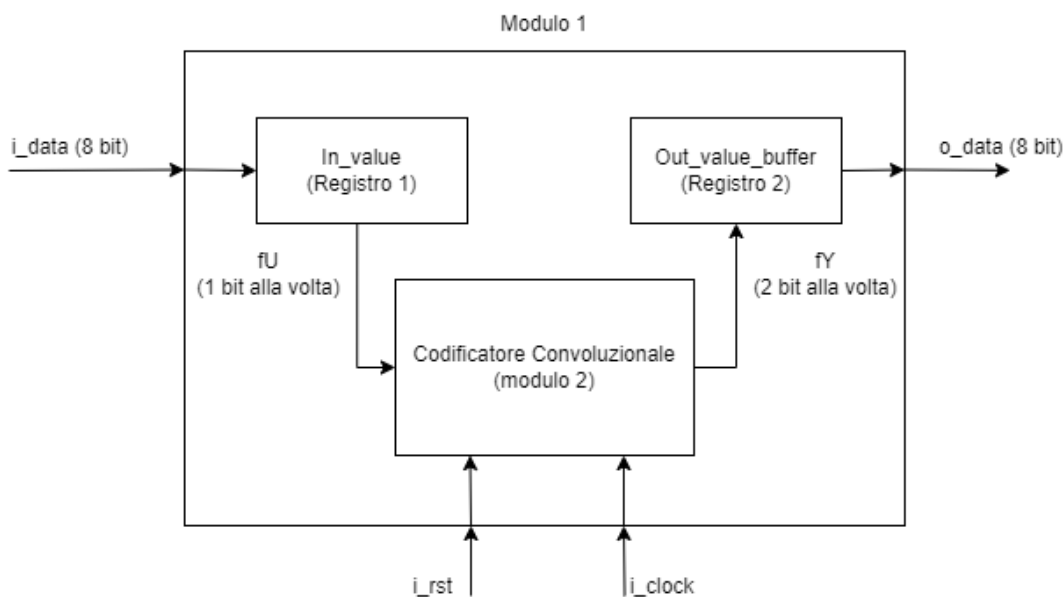 Modulo 1
i_data (8 bit)
In_value
(Registro 1)
Out_value_buffer
(Registro 2)
o_data (8 bit)
fU
(1 bit alla volta)
fY
(2 bit alla volta)
Codificatore Convoluzionale
(modulo 2)
i_rst
i_clock